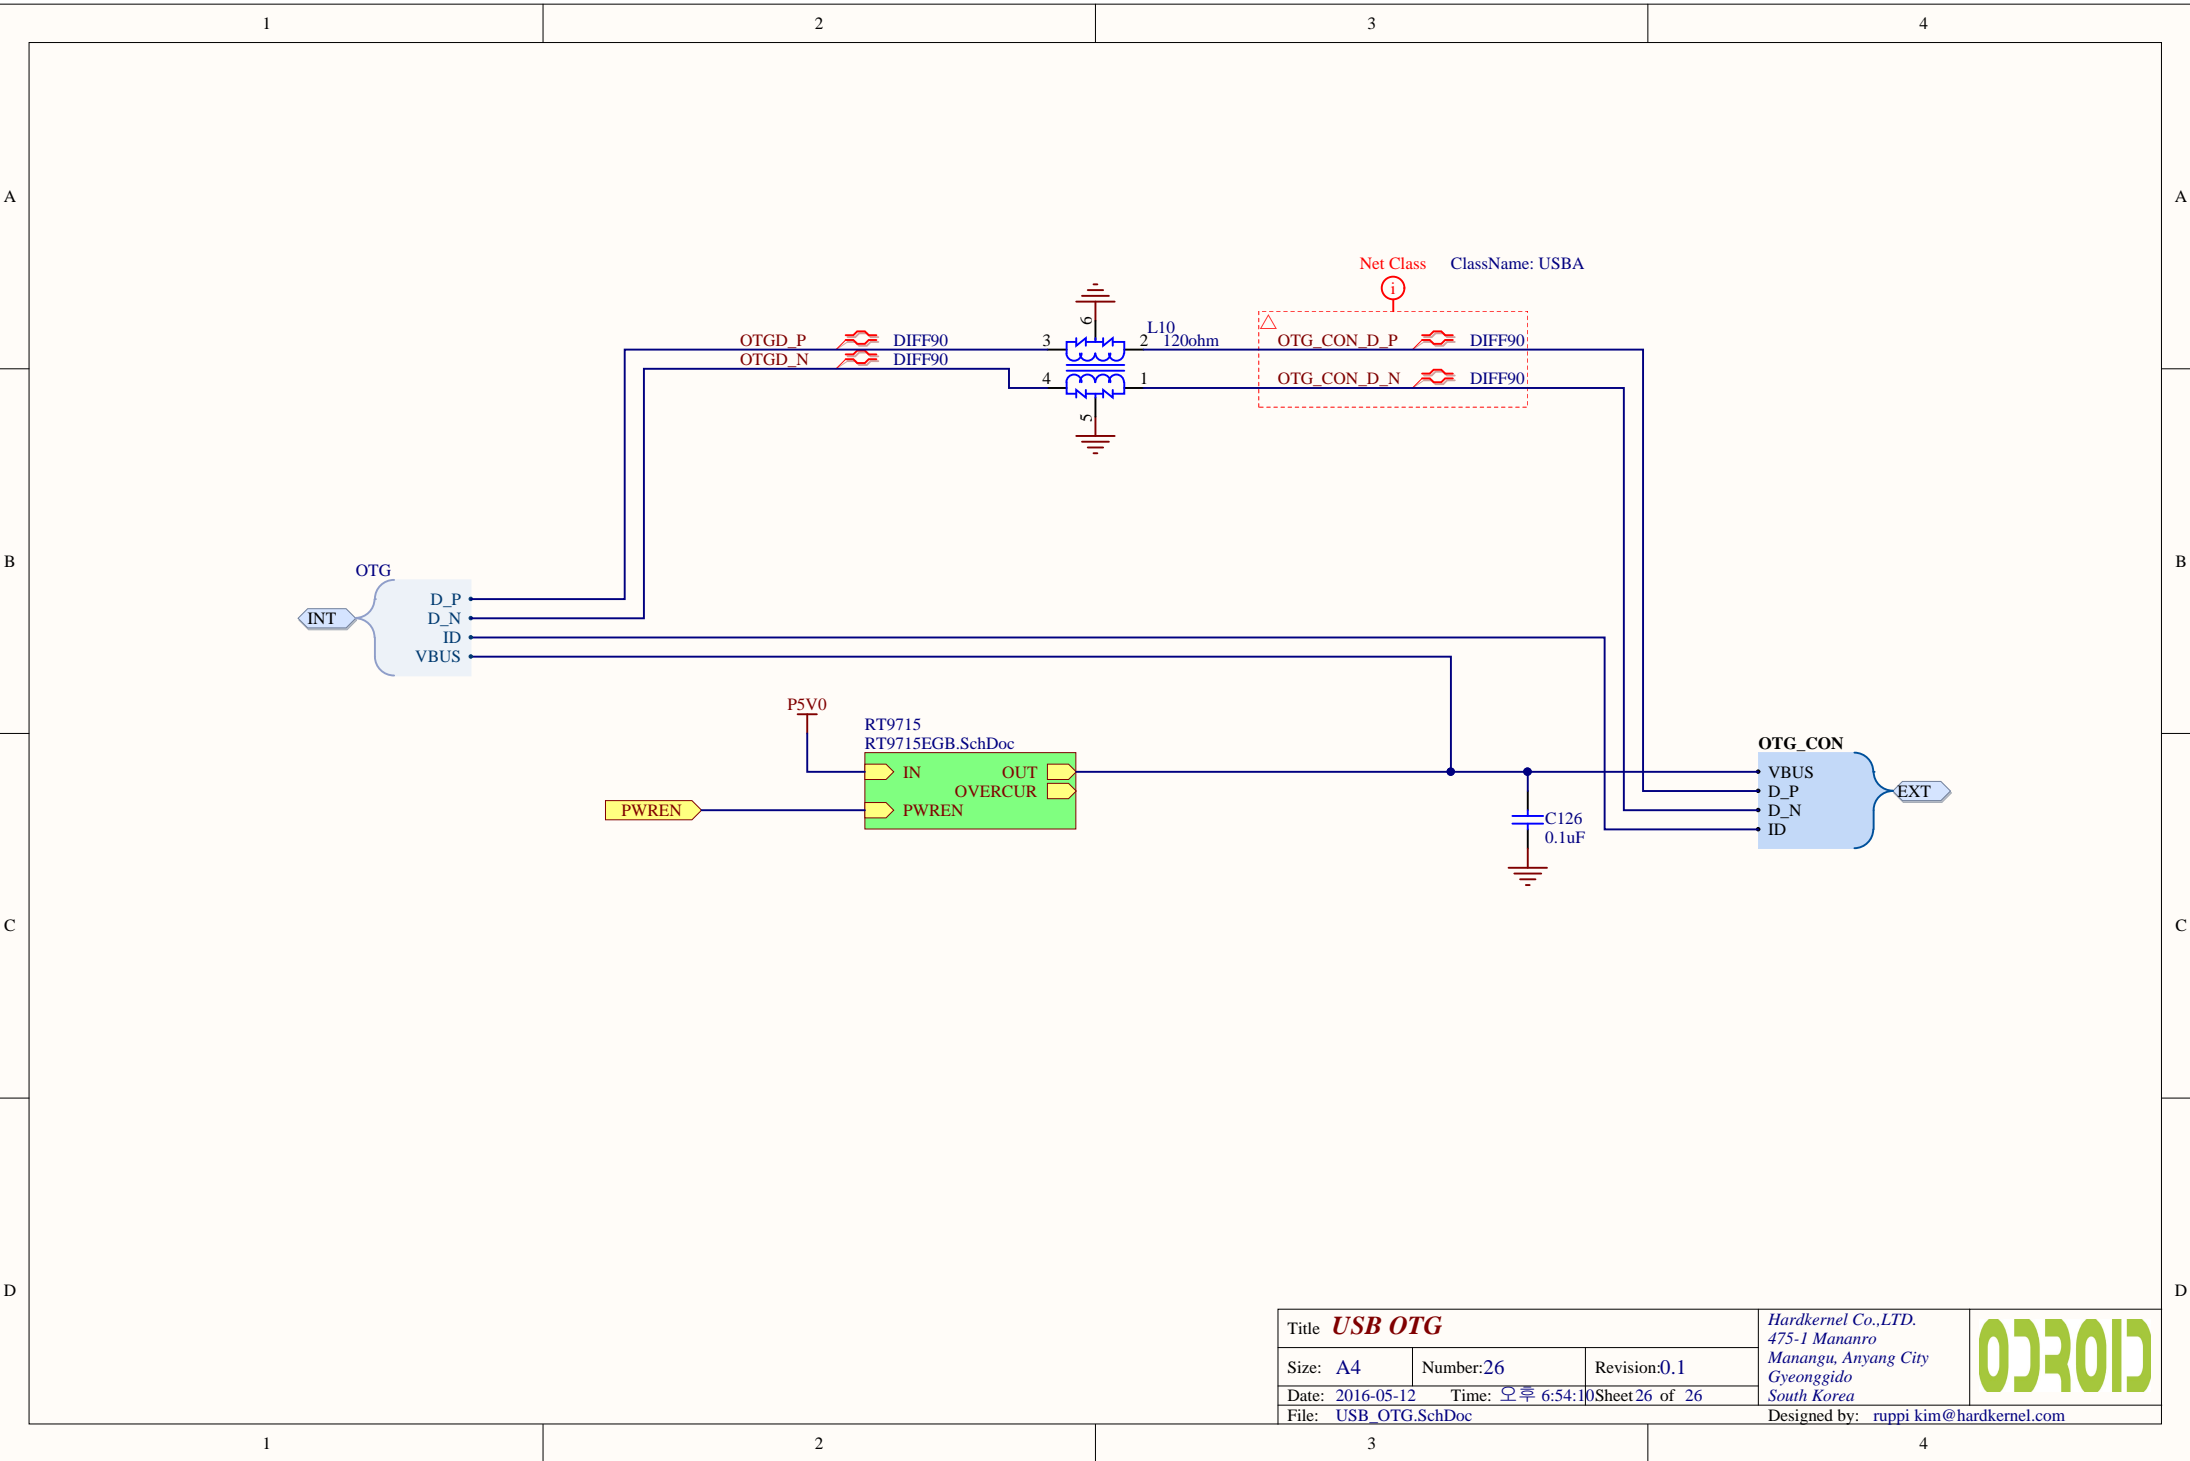 1 2 3 4
A A
Net Class ClassName: USBA
i
6
L10
OTGD_P DIFF90 3 2 120ohm OTG_CON_D_P DIFF90
OTGD_N DIFF90
4 1 OTG_CON_D_N DIFF90
5
B B
OTG
D_P
INT D_N
ID
VBUS
P5V0
RT9715
RT9715EGB.SchDoc OTG_CON
IN OUT VBUS
OVERCUR D_P EXT
PWREN PWREN D_N
C126
ID
0.1uF
C C
D D
Title USB OTG
Size: A4 Number:26 Revision:0.1
Date: 2016-05-12 Time: 오후 6:54:10 Sheet 26 of 26
File: USB_OTG.SchDoc
Hardkernel Co.,LTD.
475-1 Mananro
Manangu, Anyang City
Gyeonggido
South Korea
Designed by: ruppi kim@hardkernel.com
ODROID
1 2 3 4